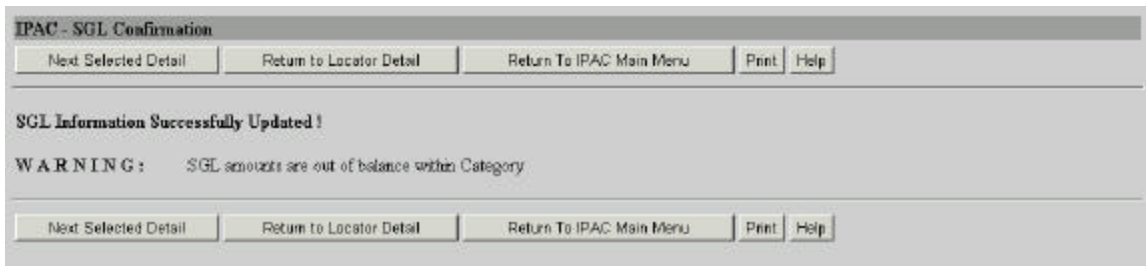 IPAC - SGL Confirmation
Next Selected Detail Return to Locator Detail Return To IPAC Main Menu Print Help
SGL Information Successfully Updated !
WARNING: SGL amounts are out of balance within Category
Next Selected Detail Return to Locator Detail Return To IPAC Main Menu Print Help